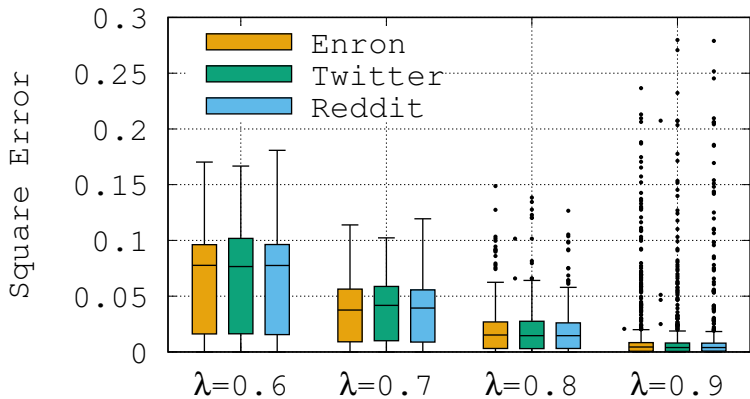 0.3
0.25
0.2
0.15
0.1
0.05
0
Square Error
Enron
Twitter
Reddit
λ=0.6 λ=0.7 λ=0.8 λ=0.9